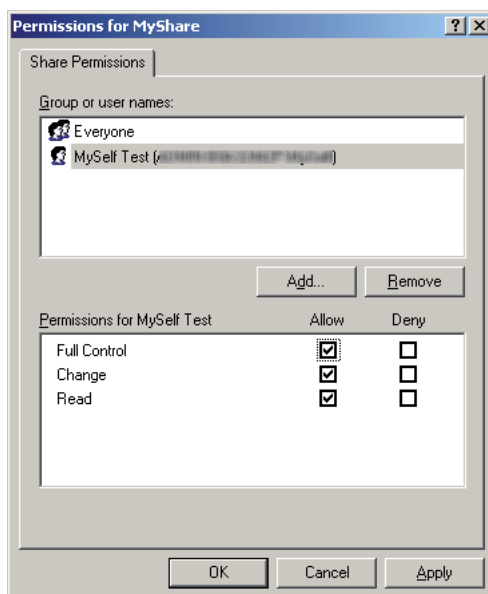 Permissions for MyShare
Share Permissions
Group or user names:
Everyone
MySelf Test (
Add... Remove
Permissions for MySelf Test Allow Deny
Full Control
Change
Read
OK Cancel Apply